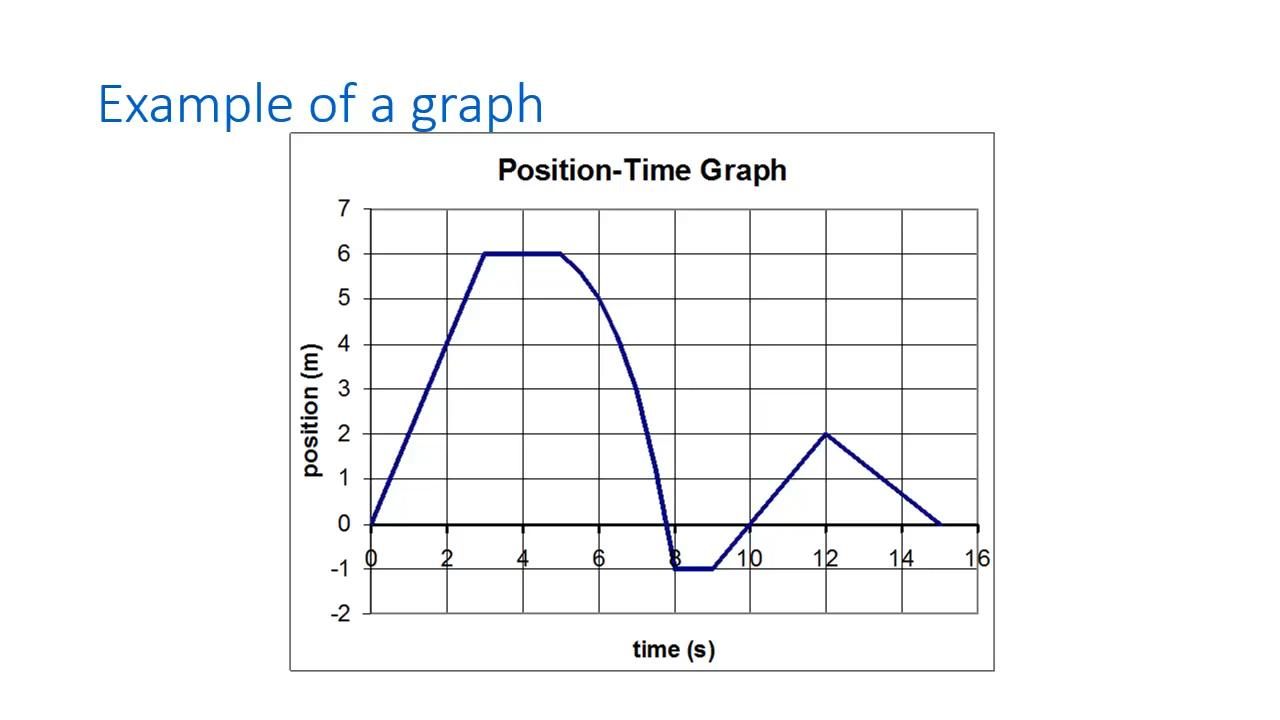 Example of a graph
Position-Time Graph
7
6
5
4
3
2
1
0
-1
-2
0 2 4 6 8 10 12 14 16
position (m)
time (s)